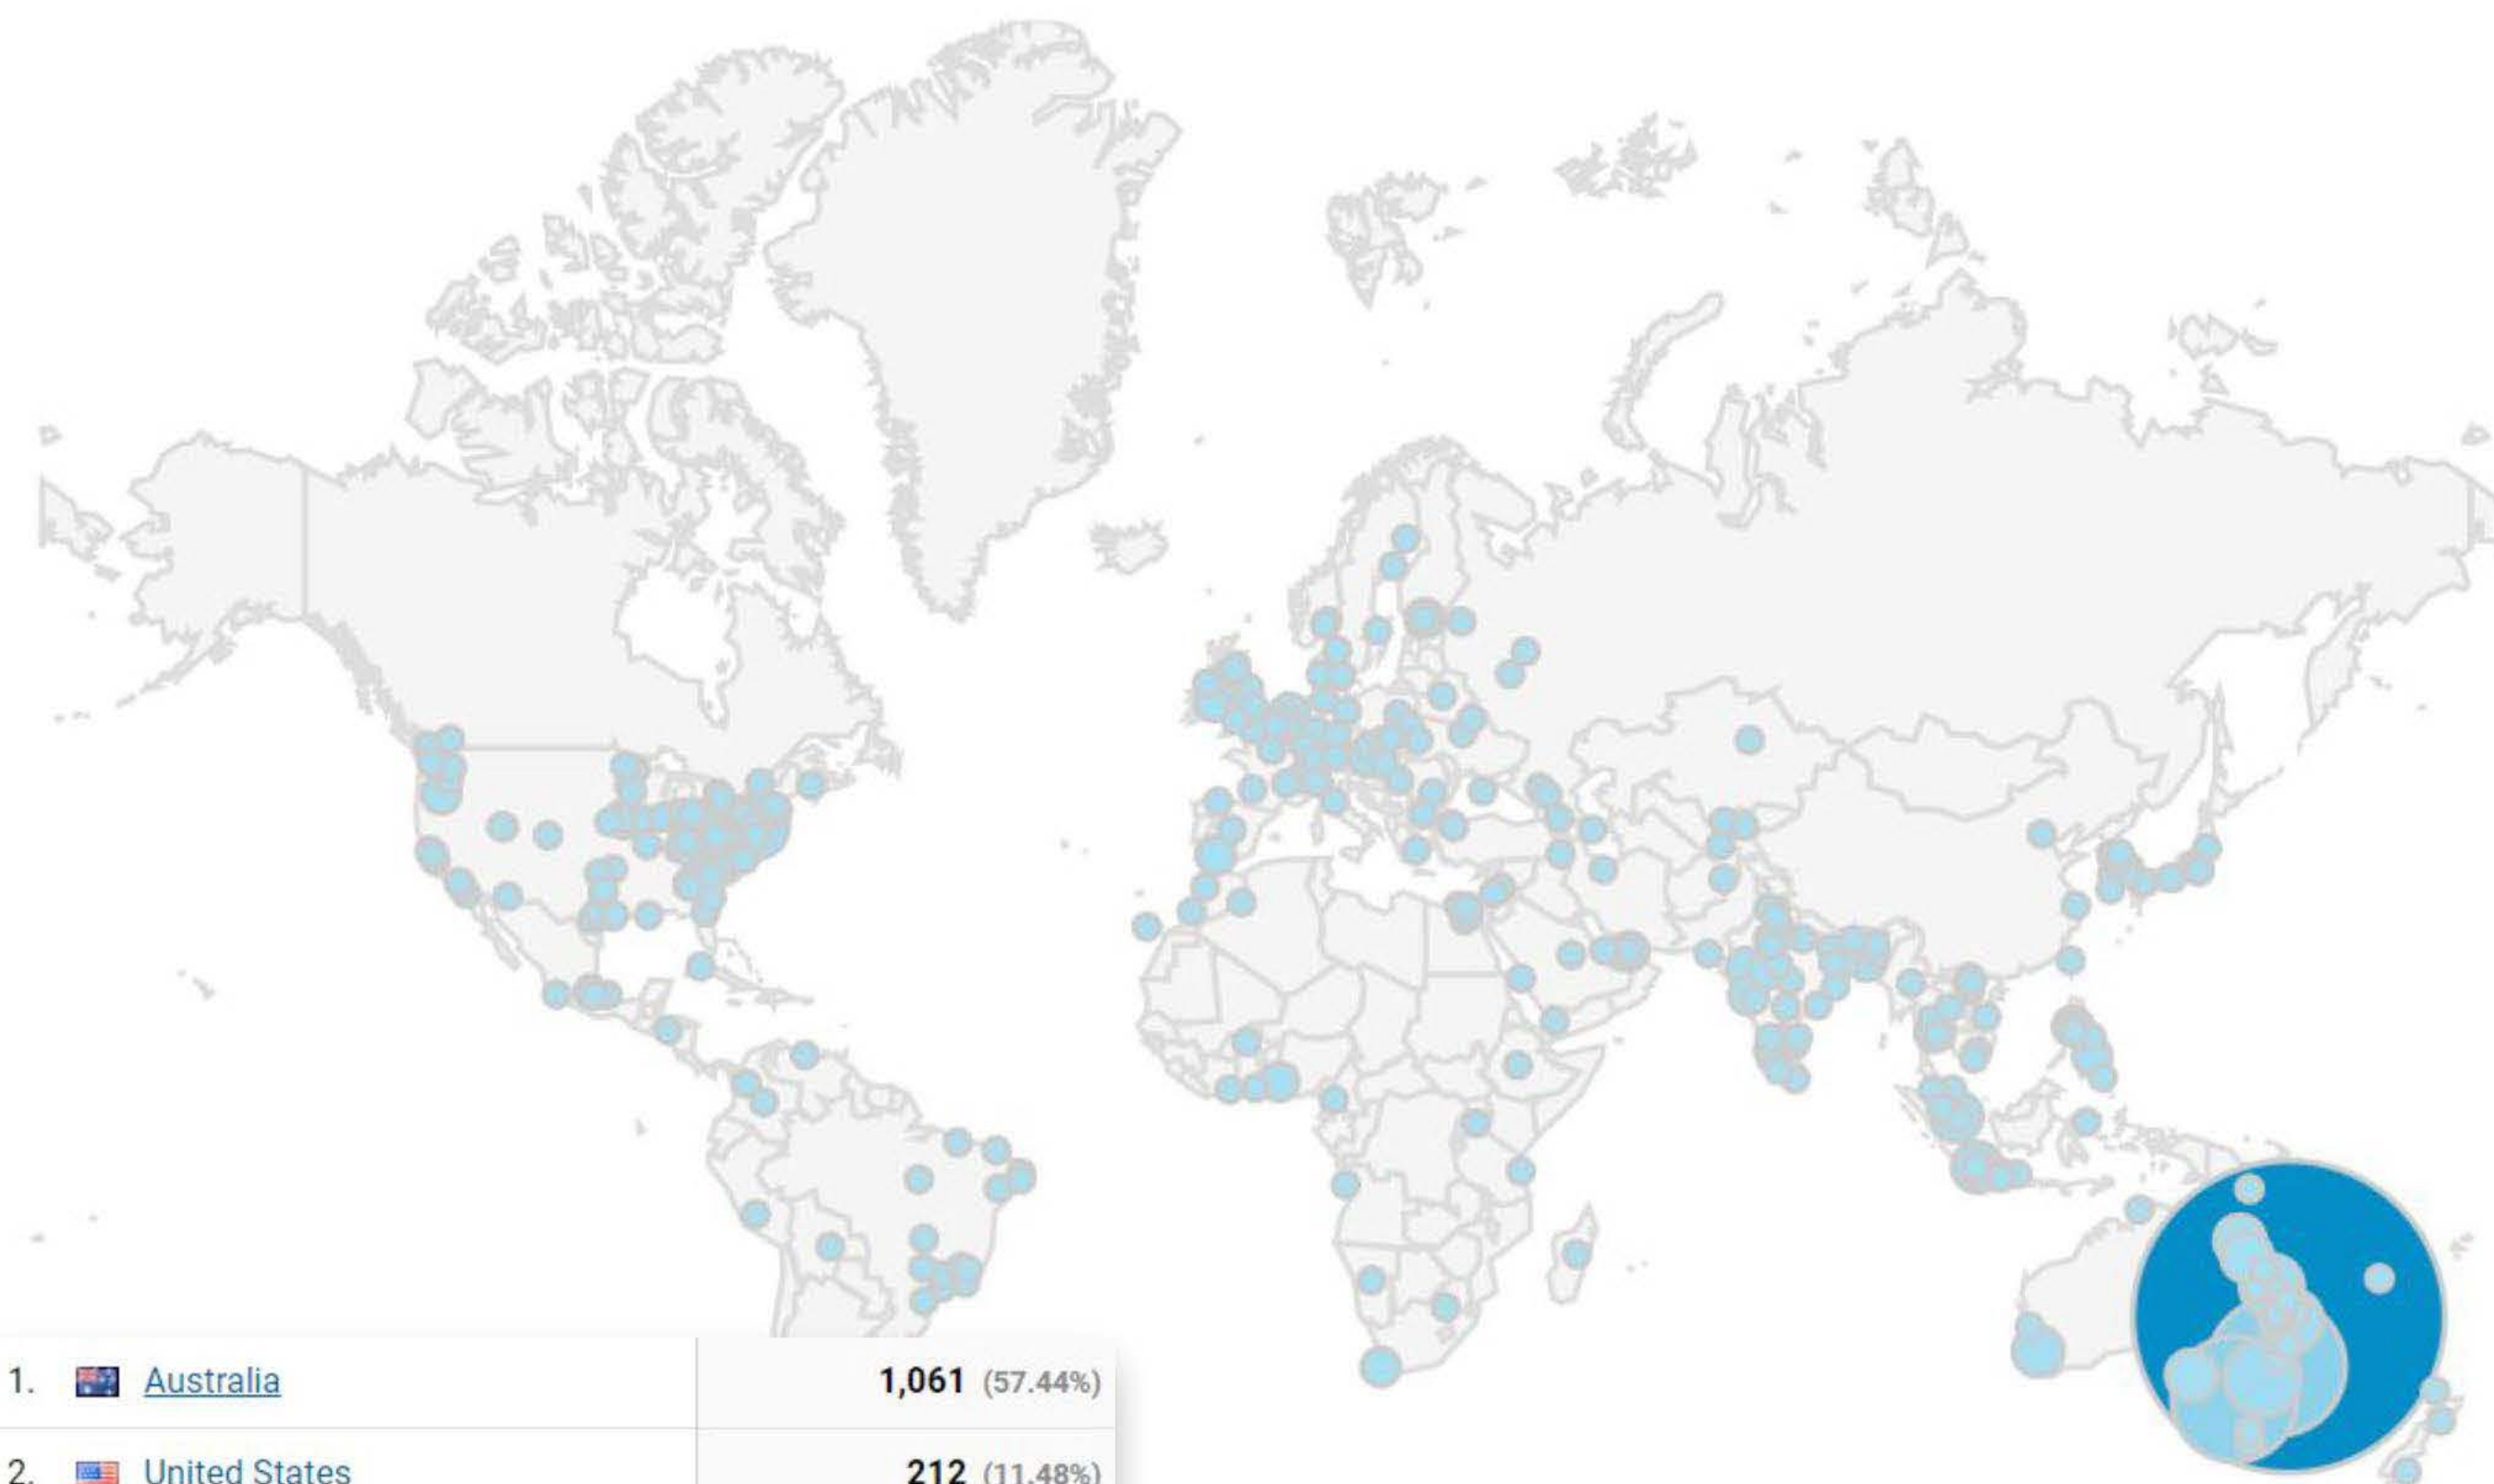 1. Australia 1,061 (57.44%)
2. United States 212 (11.48%)